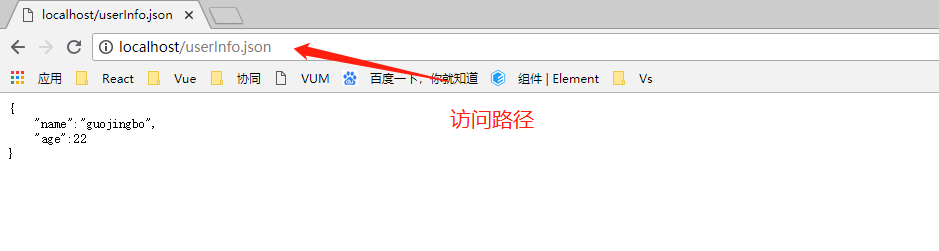 localhost/userInfo.json
localhost/userInfo.json
应用 React Vue 协同 VUM 百度一下，你就知道 组件 | Element Vs
{
"name":"guojingbo",
"age":22
}
访问路径